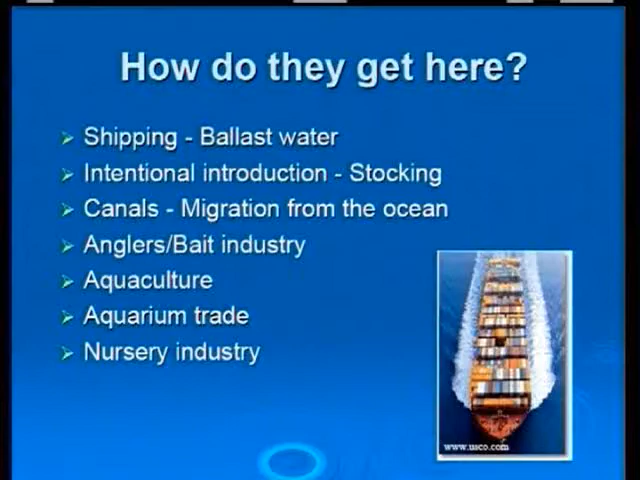 How do they get here?
Shipping - Ballast water
Intentional introduction - Stocking
Canals - Migration from the ocean
Anglers/Bait industry
Aquaculture
Aquarium trade
Nursery industry
www.usco.com